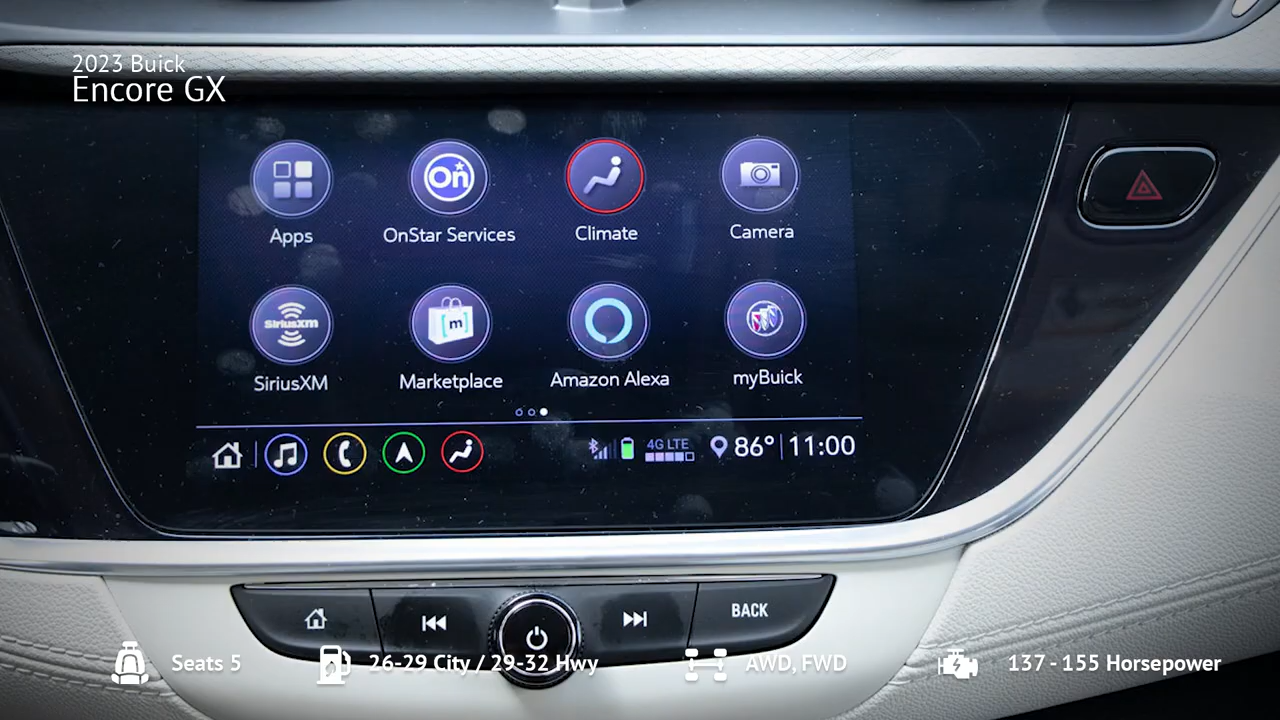 2023 Buick
Encore GX
On
Apps
OnStar Services
Climate
Camera
SiriusXM
[m]
SiriusXM
Marketplace
Amazon Alexa
myBuick
4G LTE
86° 11:00
BACK
Seats 5
26-29 City / 29-32 Hwy
AWD, FWD
137 - 155 Horsepower